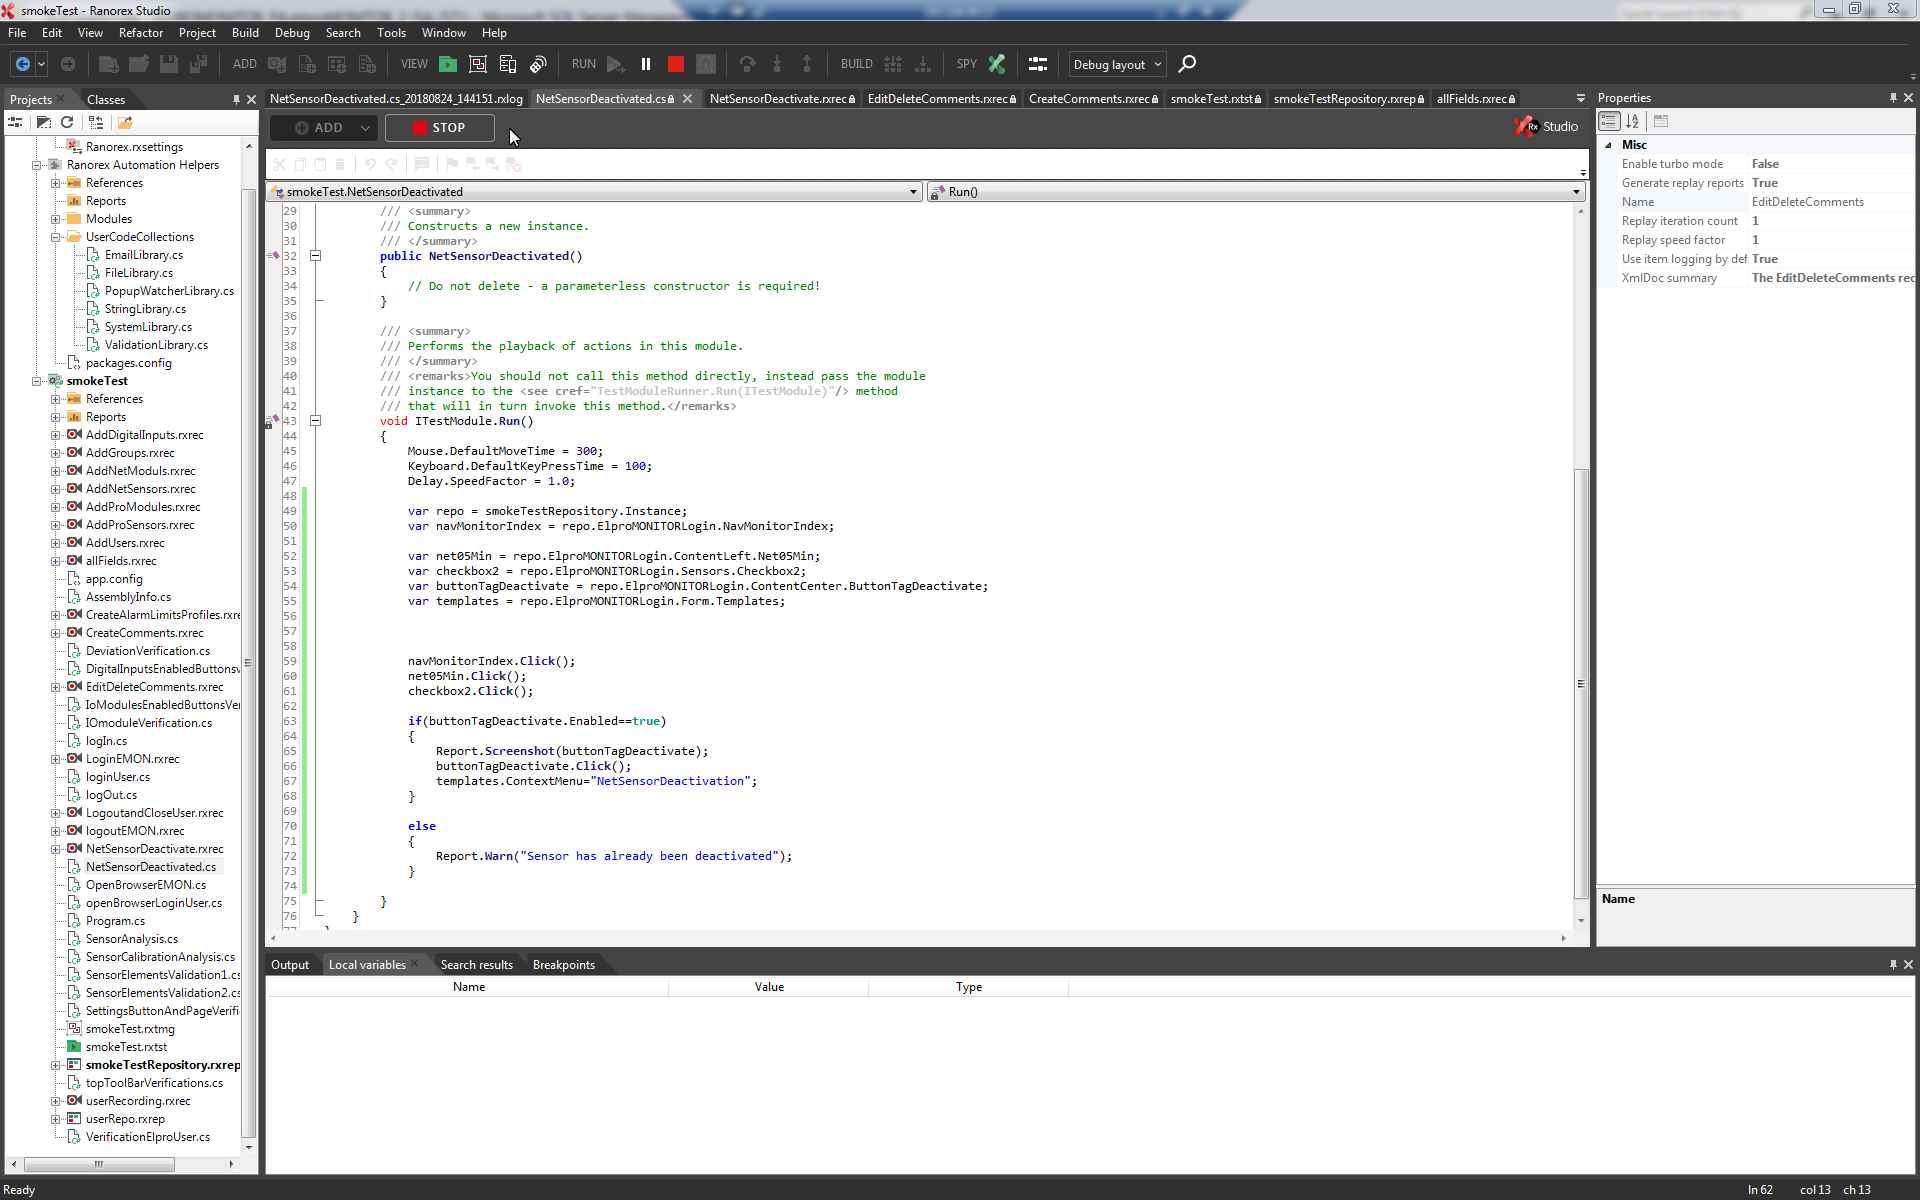 smokeTest - Ranorex Studio
File Edit View Refactor Project Build Debug Search Tools Window Help
ADD VIEW RUN BUILD SPY Debug layout
Projects Classes
NetSensorDeactivated.cs_20180824_144151.rxlog NetSensorDeactivated.cs NetSensorDeactivate.rxrec EditDeleteComments.rxrec CreateComments.rxrec smokeTest.rxtst smokeTestRepository.rxrep allFields.rxrec
Properties
ADD STOP
Rx Studio
smokeTest.NetSensorDeactivated Run()
Ranorex.rxsettings
Ranorex Automation Helpers
References
Reports
Modules
UserCodeCollections
EmailLibrary.cs
FileLibrary.cs
PopupWatcherLibrary.cs
StringLibrary.cs
SystemLibrary.cs
ValidationLibrary.cs
packages.config
smokeTest
References
Reports
AddDigitalInputs.rxrec
AddGroups.rxrec
AddNetModuls.rxrec
AddNetSensors.rxrec
AddProModules.rxrec
AddProSensors.rxrec
AddUsers.rxrec
allFields.rxrec
app.config
AssemblyInfo.cs
CreateAlarmLimitsProfiles.rxre
CreateComments.rxrec
DeviationVerification.cs
DigitalInputsEnabledButtonsv
EditDeleteComments.rxrec
IoModulesEnabledButtonsVer
IOmoduleVerification.cs
logIn.cs
LoginEMON.rxrec
loginUser.cs
logOut.cs
LogoutandCloseUser.rxrec
logoutEMON.rxrec
NetSensorDeactivate.rxrec
NetSensorDeactivated.cs
OpenBrowserEMON.cs
openBrowserLoginUser.cs
Program.cs
SensorAnalysis.cs
SensorCalibrationAnalysis.cs
SensorElementsValidation1.cs
SensorElementsValidation2.cs
SettingsButtonAndPageVerifi
smokeTest.rxtmg
smokeTest.rxtst
smokeTestRepository.rxrep
topToolBarVerifications.cs
userRecording.rxrec
userRepo.rxrep
VerificationElproUser.cs
29 /// <summary>
30 /// Constructs a new instance.
31 /// </summary>
32 public NetSensorDeactivated()
33 {
34 // Do not delete - a parameterless constructor is required!
35 }
36
37 /// <summary>
38 /// Performs the playback of actions in this module.
39 /// </summary>
40 /// <remarks>You should not call this method directly, instead pass the module
41 /// instance to the <see cref="TestModuleRunner.Run(ITestModule)"/> method
42 /// that will in turn invoke this method.</remarks>
43 void ITestModule.Run()
44 {
45 Mouse.DefaultMoveTime = 300;
46 Keyboard.DefaultKeyPressTime = 100;
47 Delay.SpeedFactor = 1.0;
48
49 var repo = smokeTestRepository.Instance;
50 var navMonitorIndex = repo.ElproMONITORLogin.NavMonitorIndex;
51
52 var net05Min = repo.ElproMONITORLogin.ContentLeft.Net05Min;
53 var checkbox2 = repo.ElproMONITORLogin.Sensors.Checkbox2;
54 var buttonTagDeactivate = repo.ElproMONITORLogin.ContentCenter.ButtonTagDeactivate;
55 var templates = repo.ElproMONITORLogin.Form.Templates;
56
57
58
59 navMonitorIndex.Click();
60 net05Min.Click();
61 checkbox2.Click();
62
63 if(buttonTagDeactivate.Enabled==true)
64 {
65 Report.Screenshot(buttonTagDeactivate);
66 buttonTagDeactivate.Click();
67 templates.ContextMenu="NetSensorDeactivation";
68 }
69
70 else
71 {
72 Report.Warn("Sensor has already been deactivated");
73 }
74
75 }
76 }
77 }
Misc
Enable turbo mode False
Generate replay reports True
Name EditDeleteComments
Replay iteration count 1
Replay speed factor 1
Use item logging by def True
XmlDoc summary The EditDeleteComments rec
Name
Output Local variables Search results Breakpoints
Name Value Type
Ready ln 62 col 13 ch 13